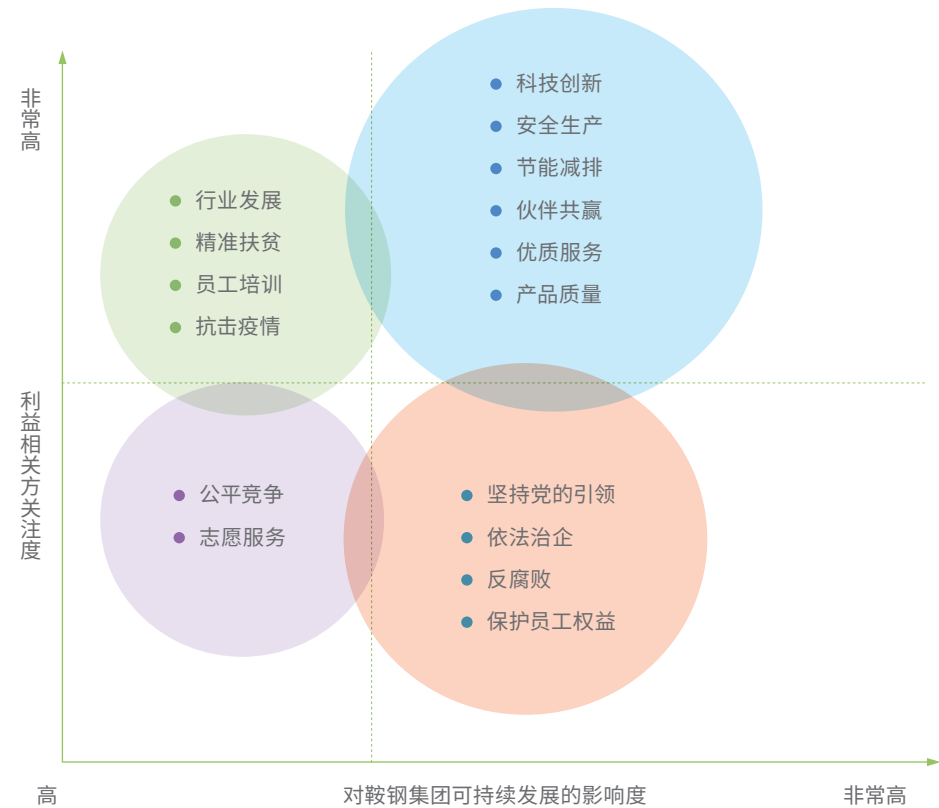 非常高
利益相关方关注度
科技创新
安全生产
节能减排
伙伴共赢
优质服务
产品质量
行业发展
精准扶贫
员工培训
抗击疫情
公平竞争
志愿服务
坚持党的引领
依法治企
反腐败
保护员工权益
高
对鞍钢集团可持续发展的影响度
非常高